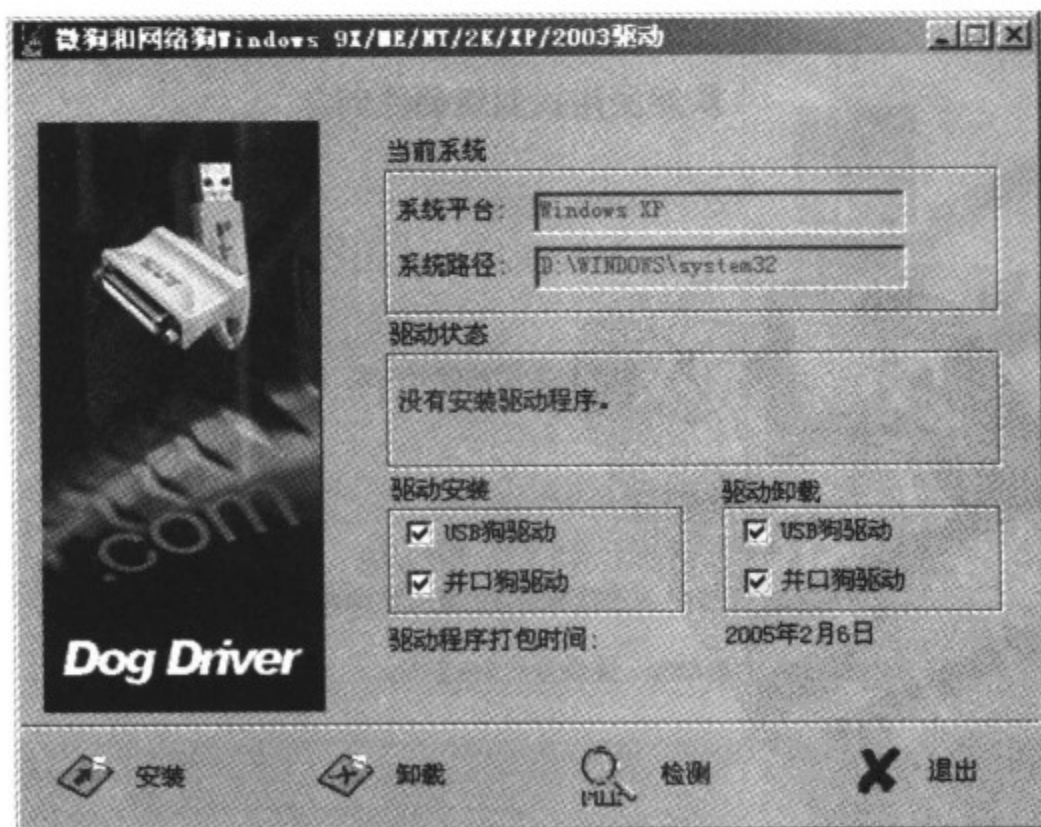 微狗和网络狗Windows 9X/ME/NT/2K/XP/2003驱动
当前系统
系统平台: Windows XP
系统路径: D:\WINDOWS\system32
驱动状态
没有安装驱动程序。
驱动安装
驱动卸载
USB狗驱动
USB狗驱动
并口狗驱动
并口狗驱动
驱动程序打包时间: 2005年2月6日
.com
Dog Driver
安装
卸载
检测
退出